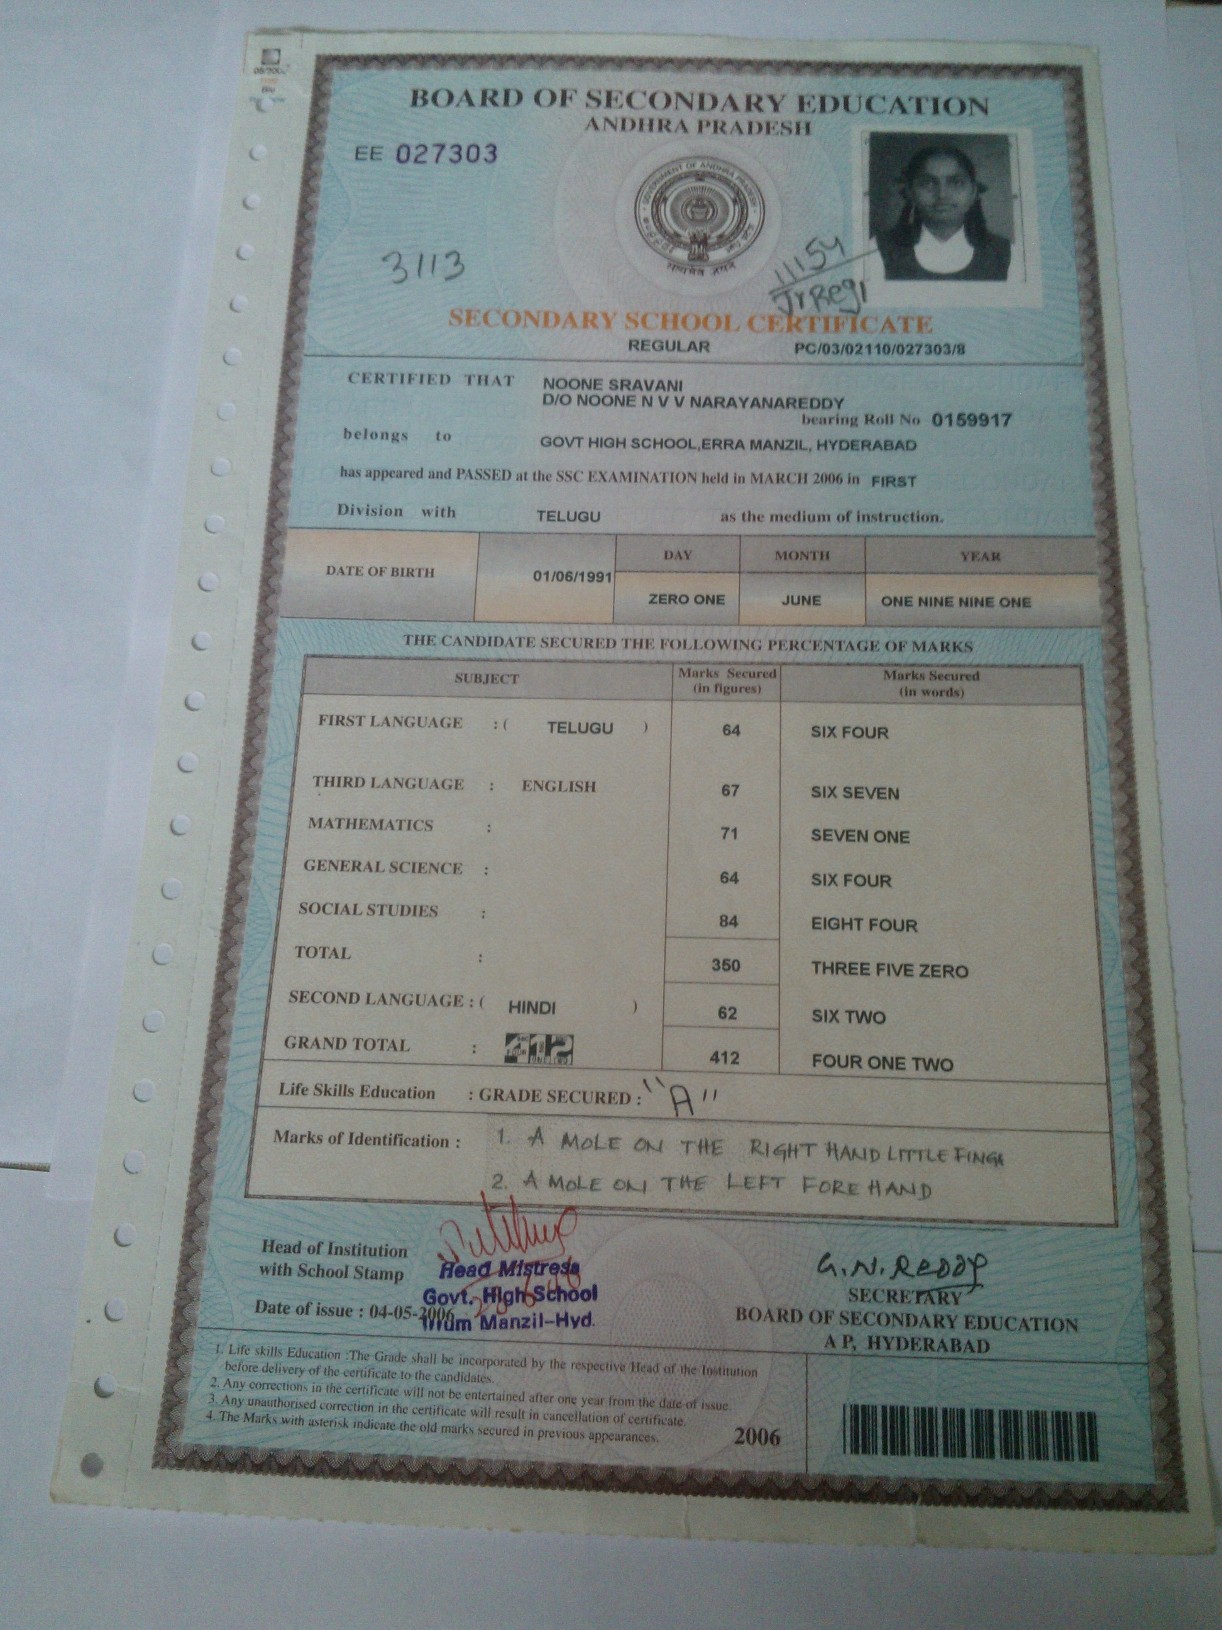 BOARD OF SECONDARY EDUCATION
ANDHRA PRADESH
EE 027303
GOVERNMENT OF ANDHRA PRADESH
सत्यमेव जयते
3113
11154
Jr Regl
SECONDARY SCHOOL CERTIFICATE
REGULAR PC/03/02110/027303/8
CERTIFIED THAT NOONE SRAVANI
D/O NOONE N V V NARAYANAREDDY
bearing Roll No 0159917
belongs to GOVT HIGH SCHOOL,ERRA MANZIL, HYDERABAD
has appeared and PASSED at the SSC EXAMINATION held in MARCH 2006 in FIRST
Division with TELUGU as the medium of instruction.
DATE OF BIRTH 01/06/1991 DAY MONTH YEAR
ZERO ONE JUNE ONE NINE NINE ONE
THE CANDIDATE SECURED THE FOLLOWING PERCENTAGE OF MARKS
SUBJECT Marks Secured (in figures) Marks Secured (in words)
FIRST LANGUAGE : ( TELUGU ) 64 SIX FOUR
THIRD LANGUAGE : ENGLISH 67 SIX SEVEN
MATHEMATICS : 71 SEVEN ONE
GENERAL SCIENCE : 64 SIX FOUR
SOCIAL STUDIES : 84 EIGHT FOUR
TOTAL : 350 THREE FIVE ZERO
SECOND LANGUAGE : ( HINDI ) 62 SIX TWO
GRAND TOTAL : 412 412 FOUR ONE TWO
Life Skills Education : GRADE SECURED : "A"
Marks of Identification : 1. A MOLE ON THE RIGHT HAND LITTLE FING
2. A MOLE ON THE LEFT FORE HAND
Head of Institution
with School Stamp
Head Mistress
Govt. High School
Irrum Manzil-Hyd.
Date of issue : 04-05-2006
G.N. REDDY
SECRETARY
BOARD OF SECONDARY EDUCATION
A P, HYDERABAD
1. Life skills Education :The Grade shall be incorporated by the respective Head of the Institution
before delivery of the certificate to the candidates.
2. Any corrections in the certificate will not be entertained after one year from the date of issue.
3. Any unauthorised correction in the certificate will result in cancellation of certificate.
4. The Marks with asterisk indicate the old marks secured in previous appearances.
2006